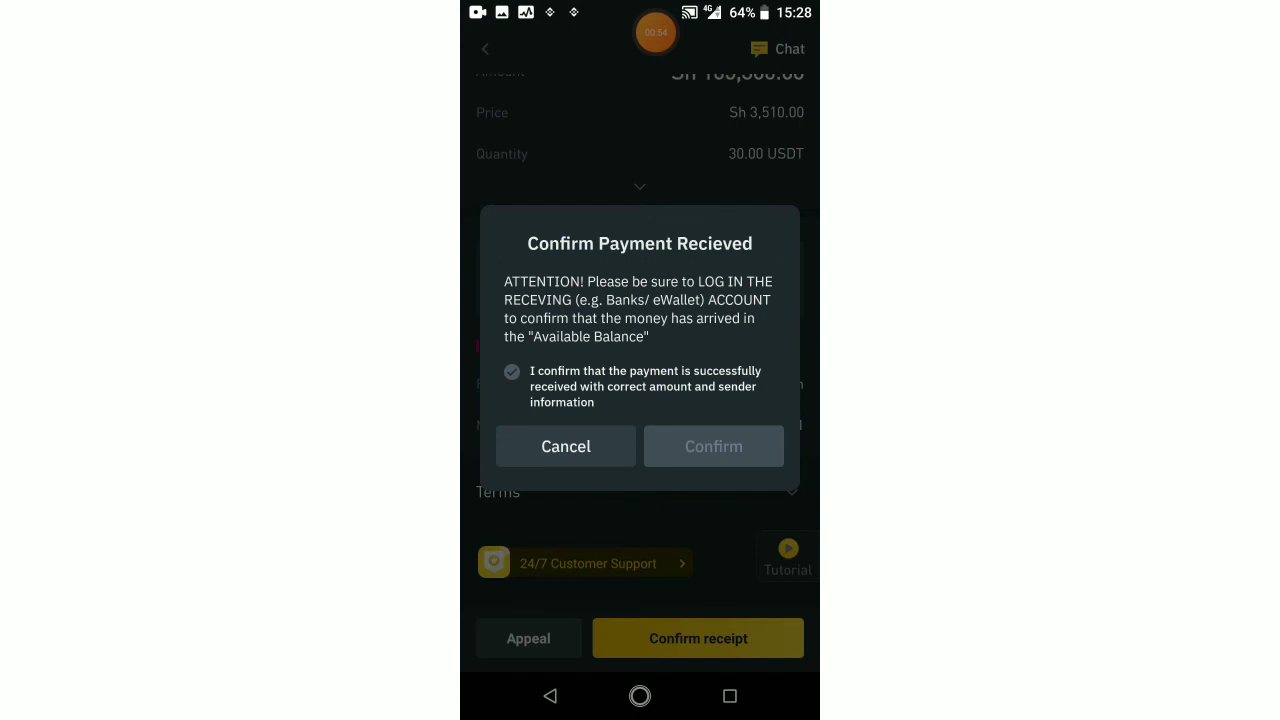 4G 64% 15:28
00:54
Chat
Price Sh 3,510.00
Quantity 30.00 USDT
Confirm Payment Recieved
ATTENTION! Please be sure to LOG IN THE
RECEVING (e.g. Banks/ eWallet) ACCOUNT
to confirm that the money has arrived in
the "Available Balance"
I confirm that the payment is successfully
received with correct amount and sender
information
Cancel Confirm
Terms
24/7 Customer Support
Tutorial
Appeal Confirm receipt